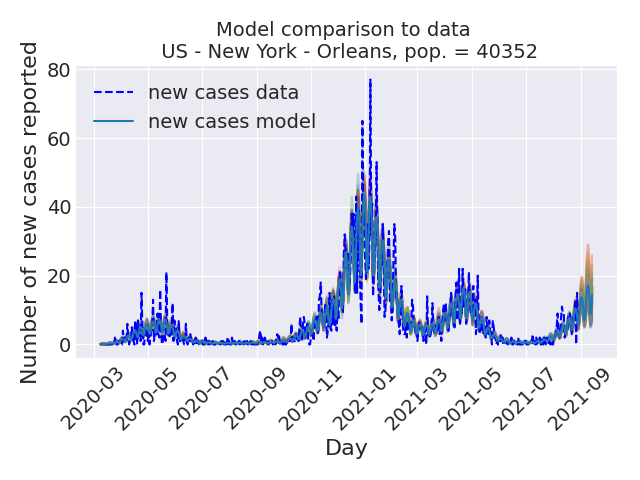 Model comparison to data
US - New York - Orleans, pop. = 40352
Number of new cases reported
80
60
40
20
0
new cases data
new cases model
2020-03
2020-05
2020-07
2020-09
2020-11
2021-01
2021-03
2021-05
2021-07
2021-09
Day